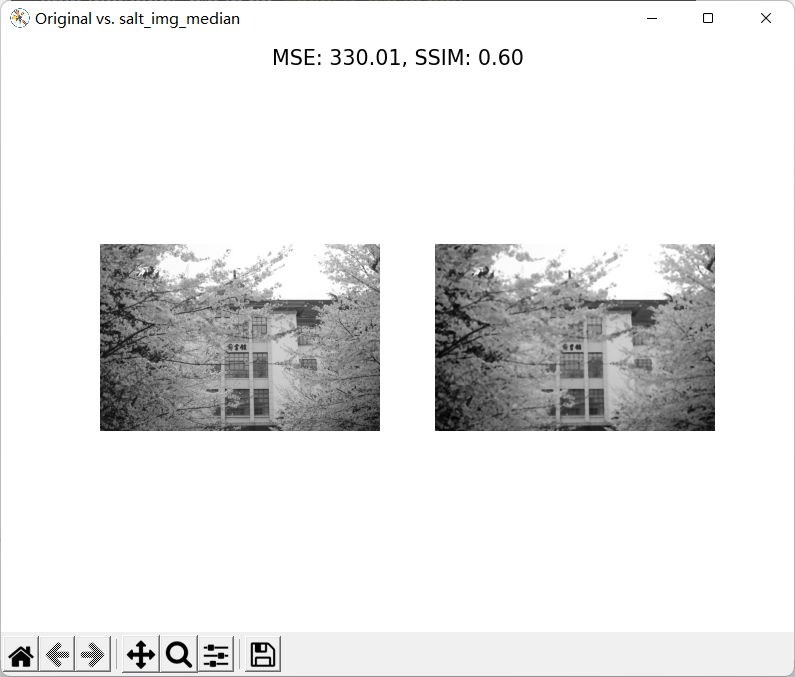 Original vs. salt_img_median
MSE: 330.01, SSIM: 0.60